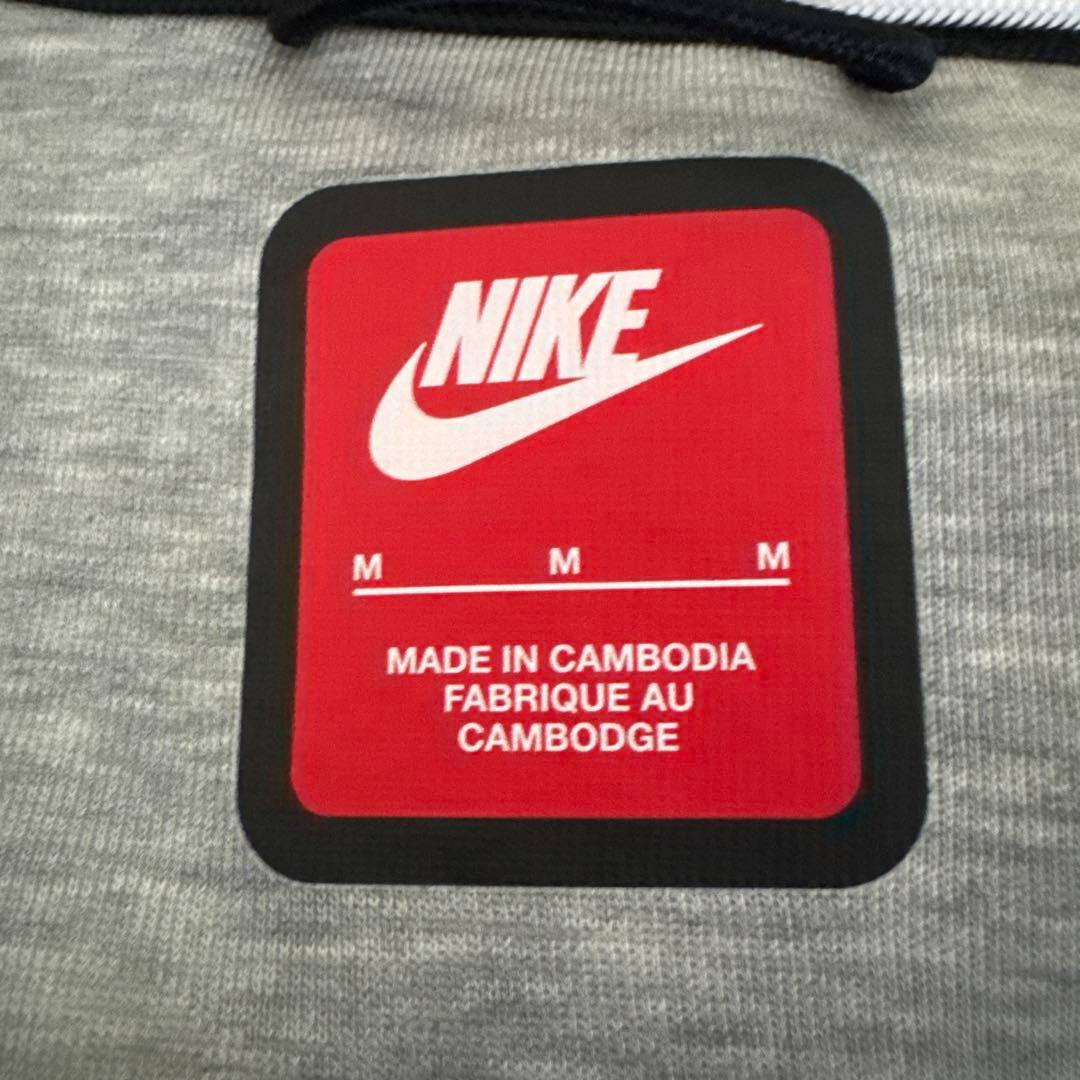 NIKE
M M M
MADE IN CAMBODIA
FABRIQUE AU
CAMBODGE